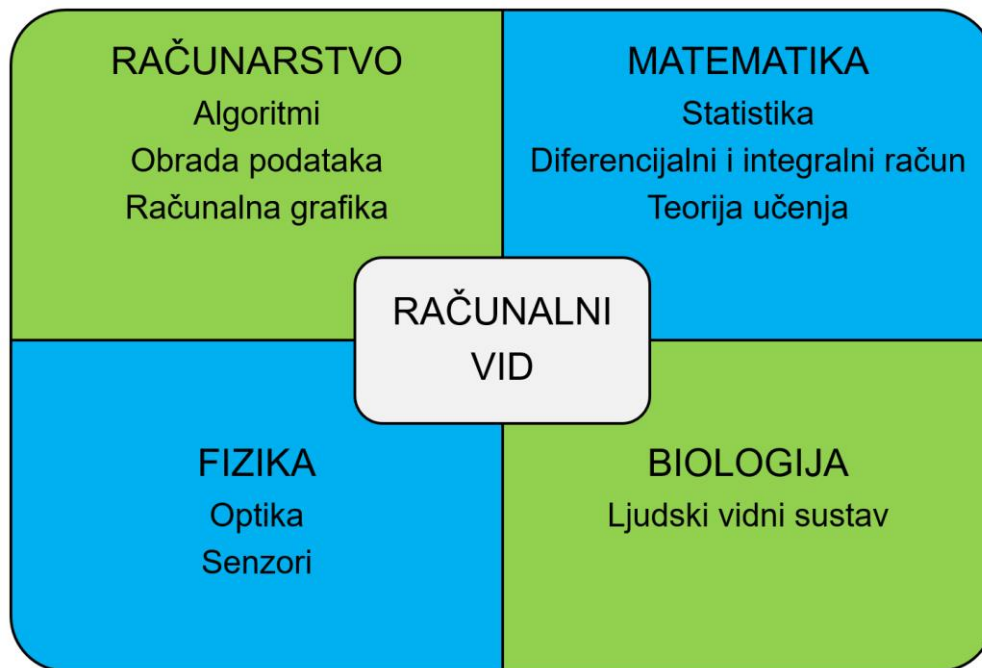 RAČUNARSTVO
Algoritmi
Obrada podataka
Računalna grafika
MATEMATIKA
Statistika
Diferencijalni i integralni račun
Teorija učenja
RAČUNALNI
VID
FIZIKA
Optika
Senzori
BIOLOGIJA
Ljudski vidni sustav